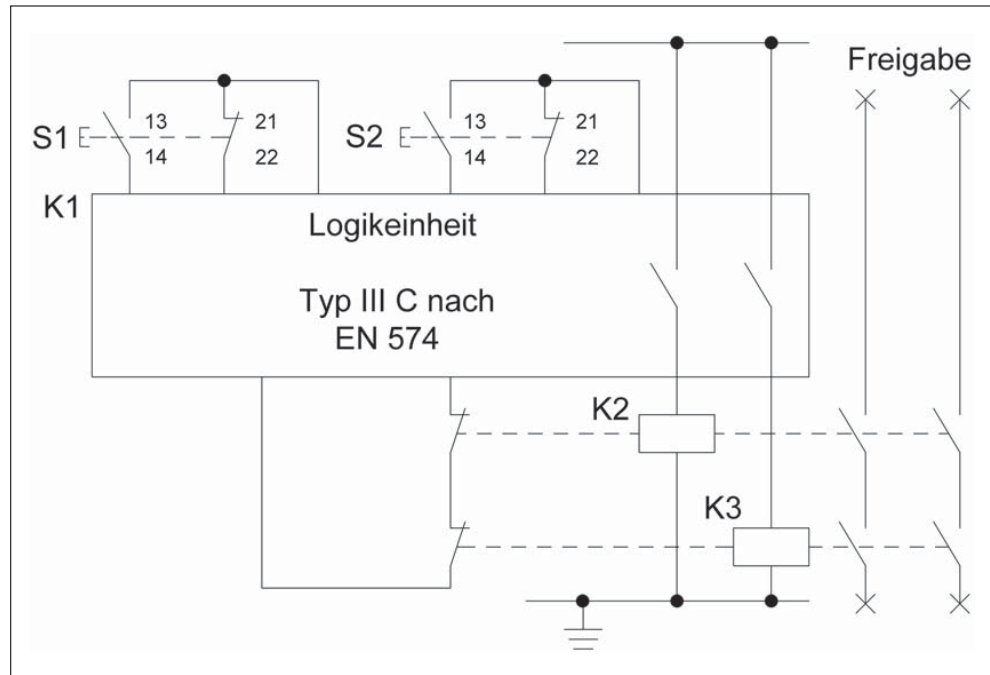 Freigabe
S1
13
14
21
22
S2
13
14
21
22
K1
Logikeinheit
Typ III C nach
EN 574
K2
K3